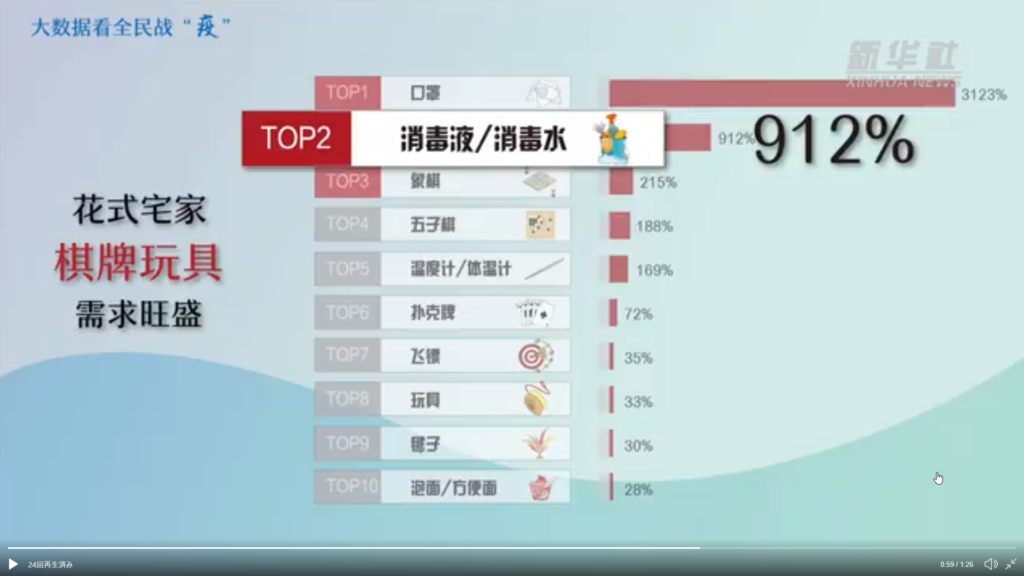 大数据看全民战“疫”
新华社
XINHUA NEWS
TOP1 口罩 3123%
TOP2 消毒液/消毒水 912% 912%
TOP3 象棋 215%
TOP4 五子棋 188%
TOP5 温度计/体温计 169%
TOP6 扑克牌 72%
TOP7 飞镖 35%
TOP8 玩具 33%
TOP9 毽子 30%
TOP10 泡面/方便面 28%
花式宅家
棋牌玩具
需求旺盛
24回再生済み
0:59 / 1:26